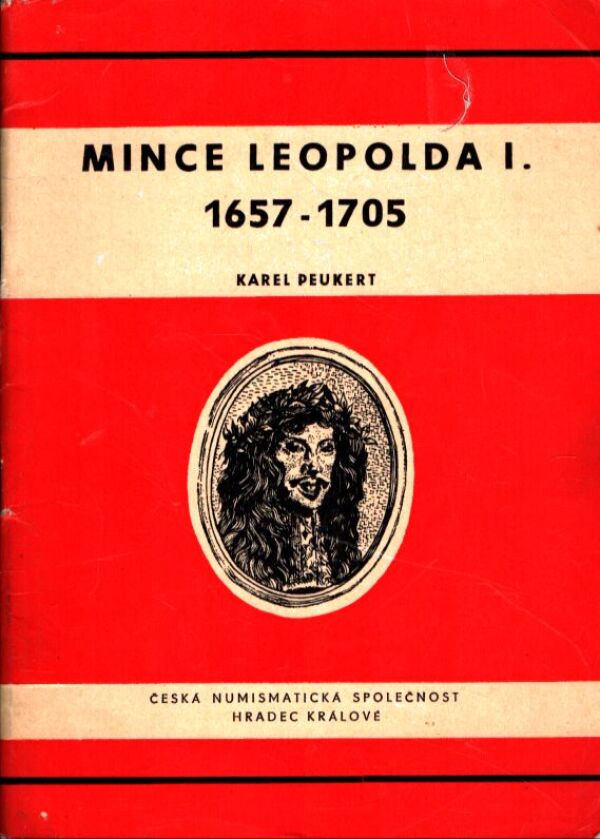 MINCE LEOPOLDA I.
1657 - 1705
KAREL PEUKERT
ČESKÁ NUMISMATICKÁ SPOLEČNOST
HRADEC KRÁLOVÉ